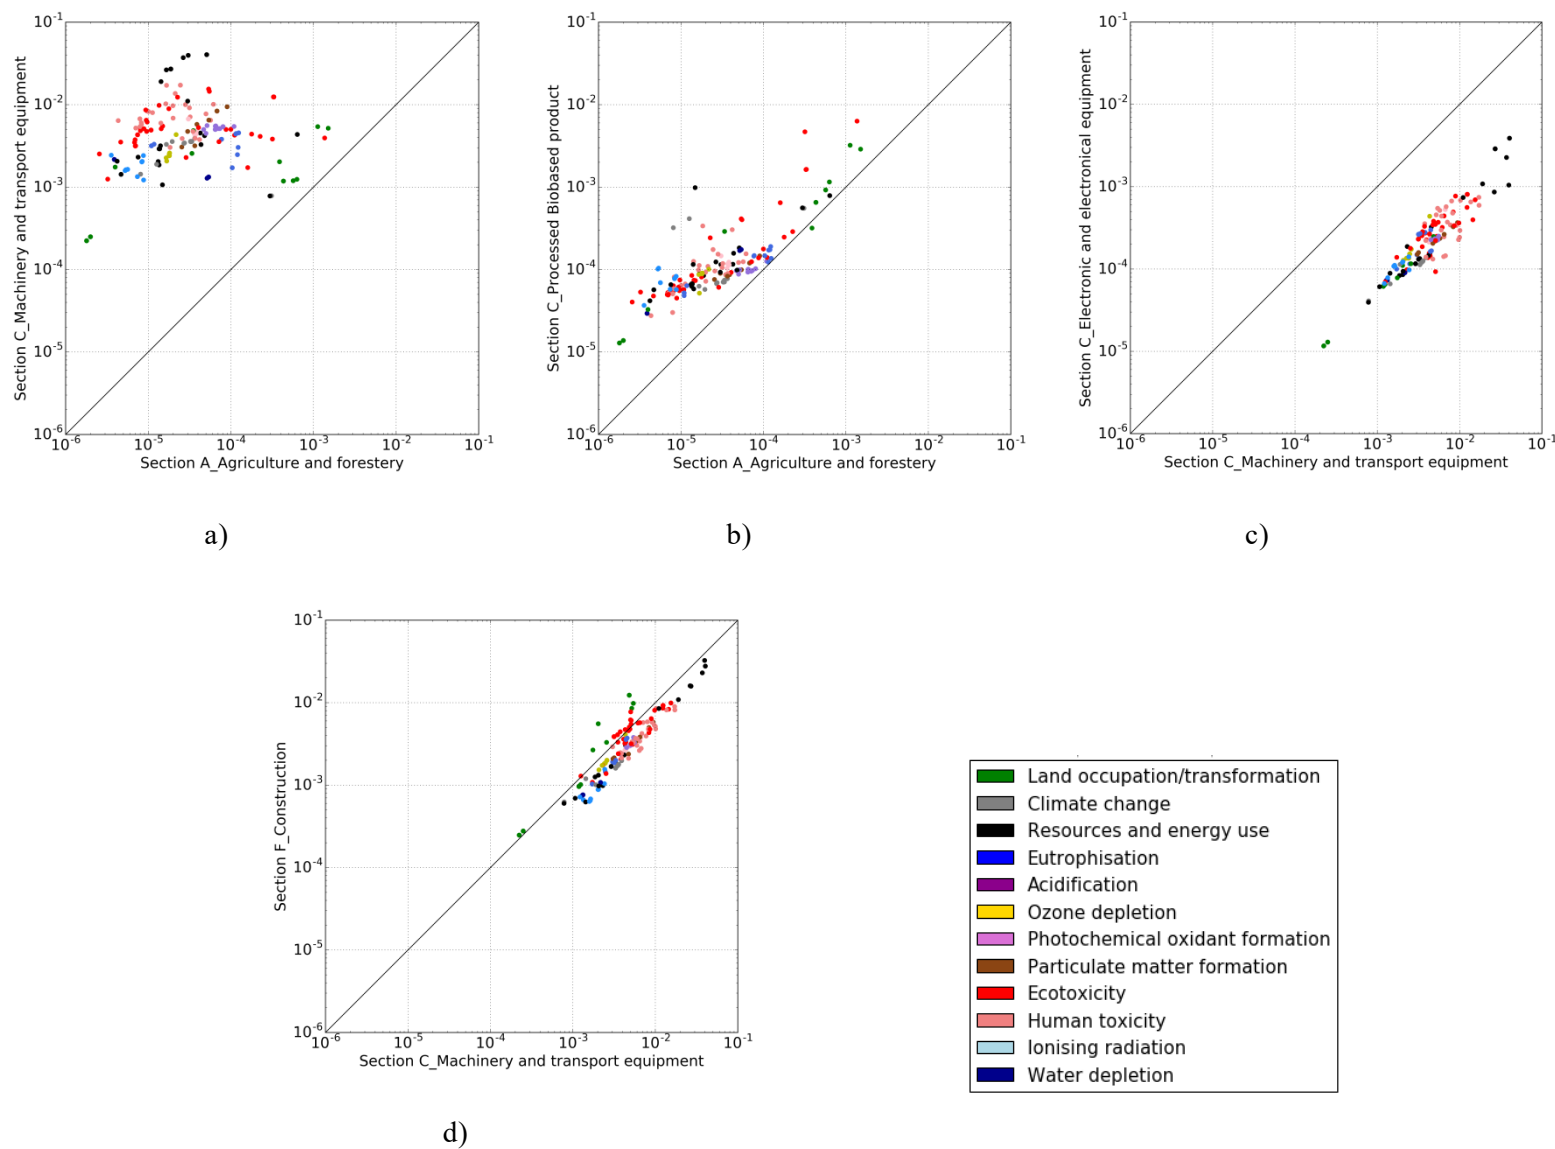 Section C_Machinery and transport equipment
10^-1
10^-2
10^-3
10^-4
10^-5
10^-6
10^-6 10^-5 10^-4 10^-3 10^-2 10^-1
Section A_Agriculture and forestery
a)
Section C_Processed Biobased product
10^-1
10^-2
10^-3
10^-4
10^-5
10^-6
10^-6 10^-5 10^-4 10^-3 10^-2 10^-1
Section A_Agriculture and forestery
b)
Section C_Electronic and electronical equipment
10^-1
10^-2
10^-3
10^-4
10^-5
10^-6
10^-6 10^-5 10^-4 10^-3 10^-2 10^-1
Section C_Machinery and transport equipment
c)
Section F_Construction
10^-1
10^-2
10^-3
10^-4
10^-5
10^-6
10^-6 10^-5 10^-4 10^-3 10^-2 10^-1
Section C_Machinery and transport equipment
d)
Land occupation/transformation
Climate change
Resources and energy use
Eutrophisation
Acidification
Ozone depletion
Photochemical oxidant formation
Particulate matter formation
Ecotoxicity
Human toxicity
Ionising radiation
Water depletion